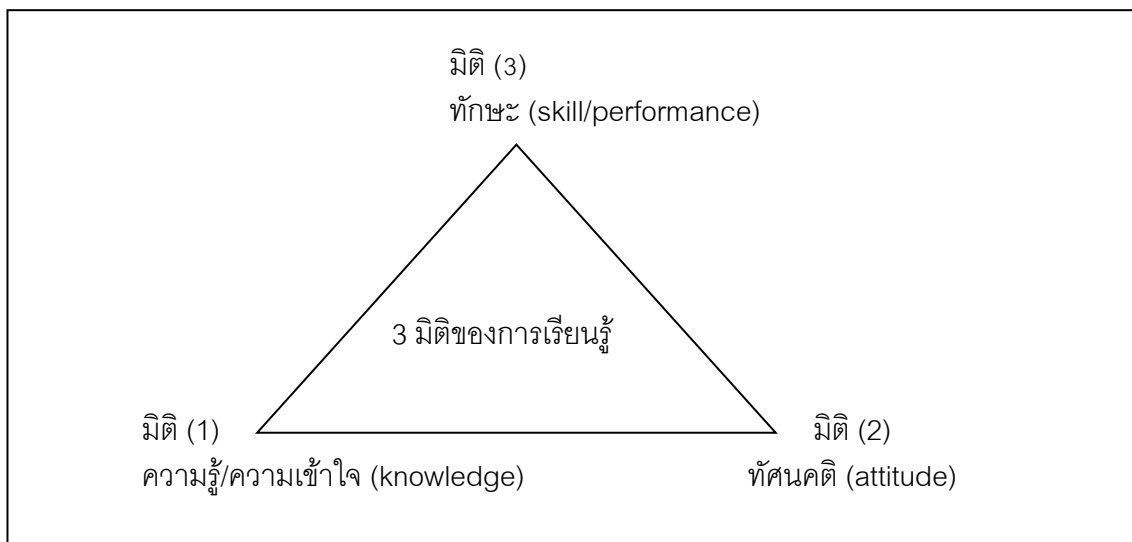 มิติ (3)
ทักษะ (skill/performance)
3 มิติของการเรียนรู้
มิติ (1)
ความรู้/ความเข้าใจ (knowledge)
มิติ (2)
ทัศนคติ (attitude)